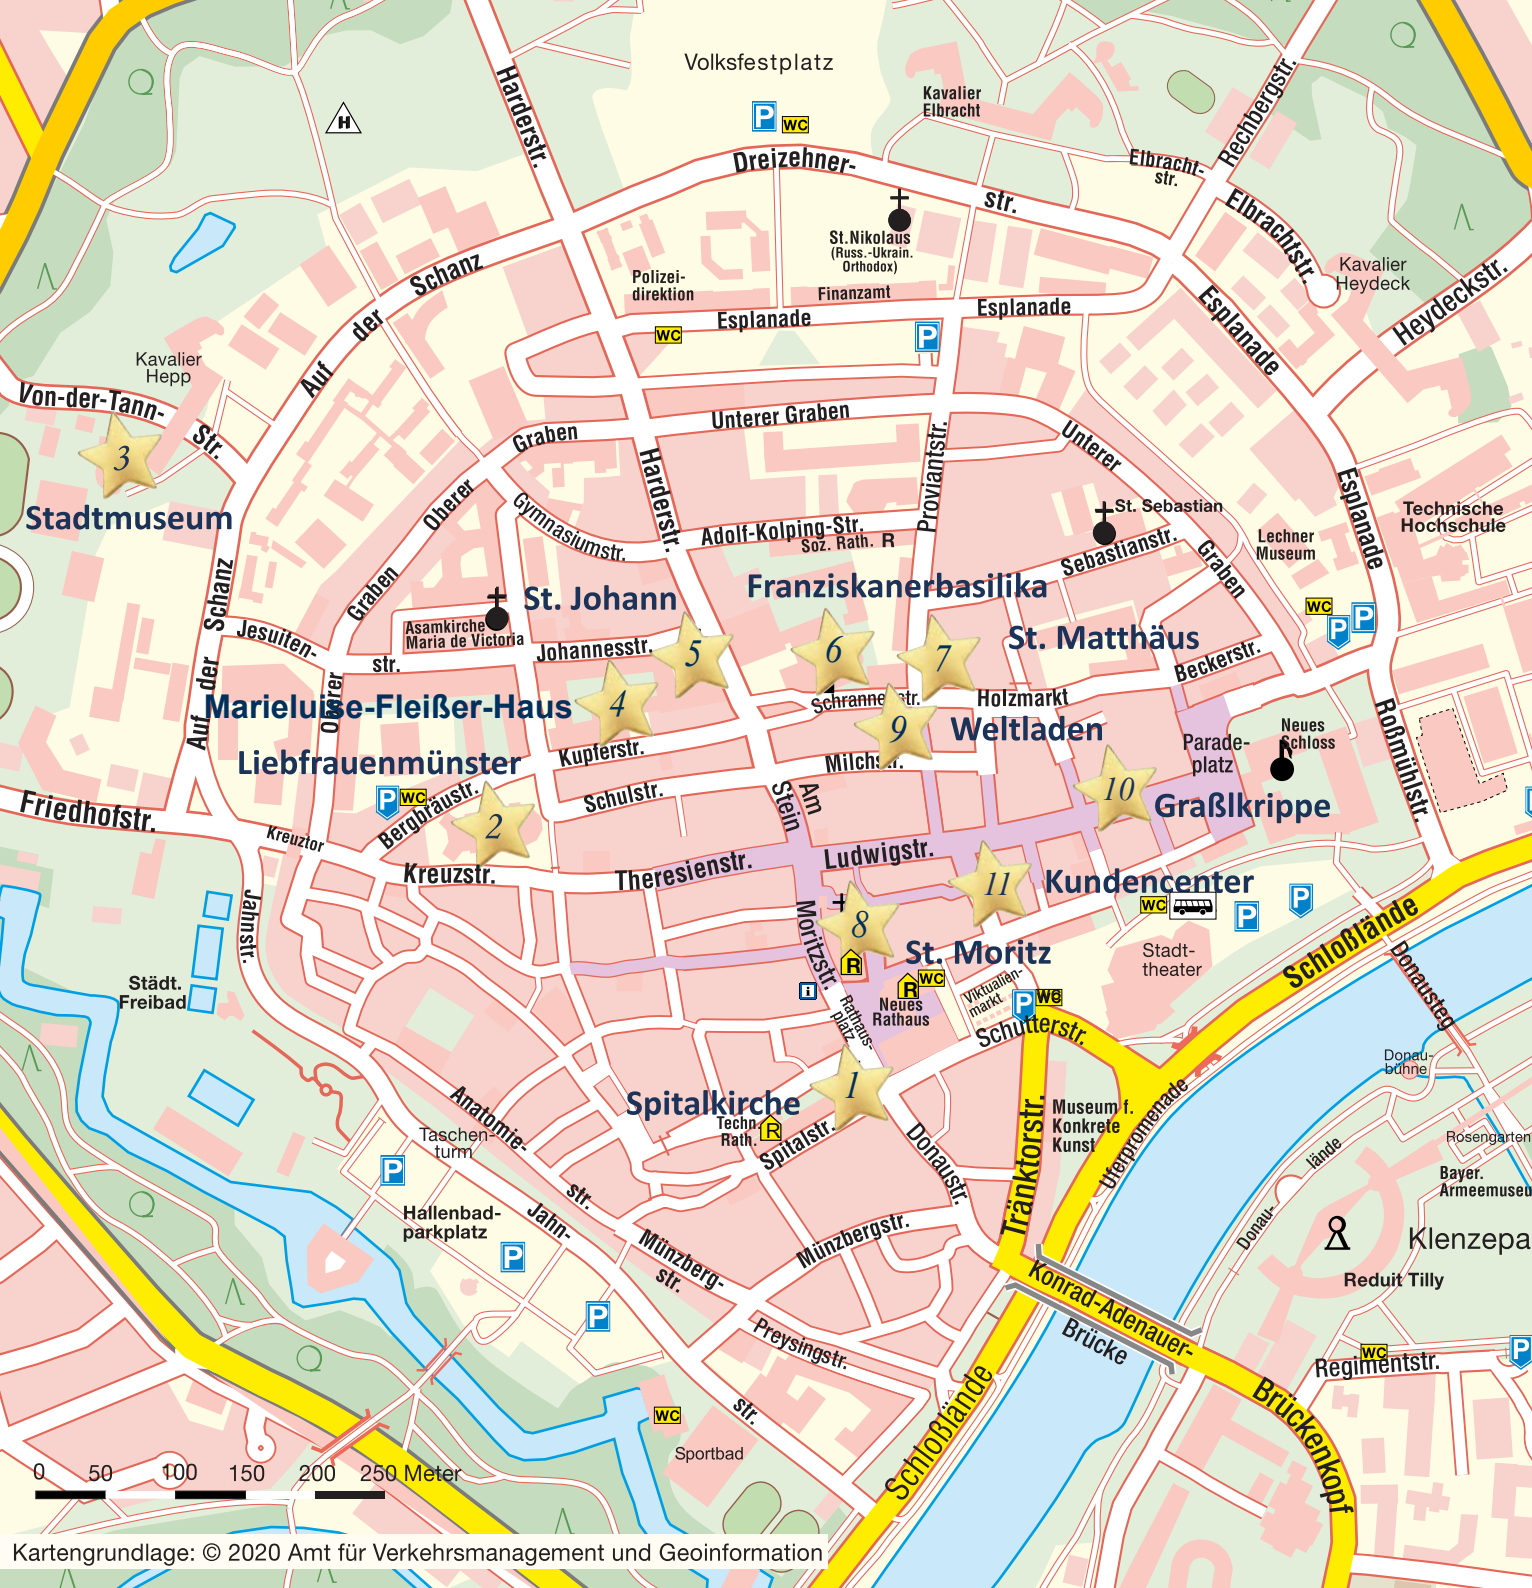 Volksfestplatz
P
WC
Kavalier
Elbracht
Harderstr.
Rechbergstr.
Dreizehner-
str.
Elbracht-
str.
Elbrachtstr.
H
St.Nikolaus
(Russ.-Ukrain.
Orthodox)
Kavalier
Heydeck
Heydeckstr.
Polizei-
direktion
Finanzamt
Auf der Schanz
WC
Esplanade
Esplanade
Esplanade
P
Kavalier
Hepp
Von-der-Tann-
Str.
Unterer Graben
Graben
Unterer
Graben
3
Stadtmuseum
Oberer
Graben
Gymnasiumstr.
Harderstr.
Proviantstr.
Adolf-Kolping-Str.
Soz. Rath. R
St. Sebastian
Sebastianstr.
Esplanade
Technische
Hochschule
Lechner
Museum
WC
P
P
Franziskanerbasilika
St. Johann
Asamkirche
Maria de Victoria
Auf der Schanz
Jesuiten-
str.
Johannesstr.
5
6
7
St. Matthäus
Beckerstr.
Marieluise-Fleißer-Haus
4
Oberer
Schrannenstr.
Holzmarkt
9
Weltladen
Roßmühlstr.
Neues
Schloss
Parade-
platz
Liebfrauenmünster
Kupferstr.
Milchstr.
10
Graßlkrippe
P
WC
Bergbräustr.
2
Schulstr.
Am
Stein
Friedhofstr.
Kreuztor
Kreuzstr.
Theresienstr.
Ludwigstr.
11
Kundencenter
WC
P
P
Jahnstr.
Moritzstr.
8
St. Moritz
R
R
WC
Neues
Rathaus
Viktualien-
markt
P
WC
Stadt-
theater
Schloßlände
Donausteg
Städt.
Freibad
i
Rathaus-
platz
Schutterstr.
Donau-
bühne
1
Spitalkirche
Techn.
Rath.
R
Spitalstr.
Museum f.
Konkrete
Kunst
Uferpromenade
Rosengarten
Anatomie-
str.
Taschen-
turm
P
Donaustr.
Tränktorstr.
Donau-
lände
Bayer.
Armeemuseu
Hallenbad-
parkplatz
P
Jahn-
str.
Münzbergstr.
Münzberg-
str.
Klenzepa
Reduit Tilly
Konrad-Adenauer-
Brücke
P
Preysingstr.
WC
Regimentstr.
P
Brückenkopf
Schloßlände
WC
Sportbad
0 50 100 150 200 250 Meter
Kartengrundlage: © 2020 Amt für Verkehrsmanagement und Geoinformation